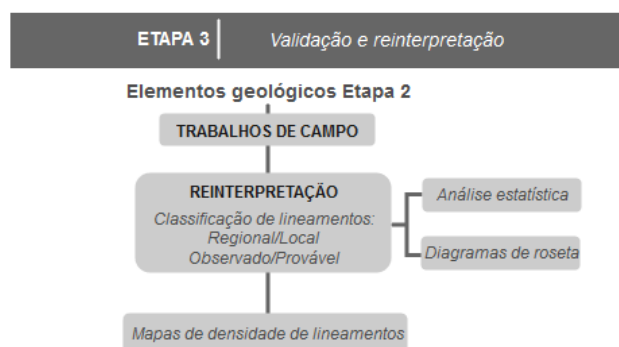 ETAPA 3
Validação e reinterpretação
Elementos geológicos Etapa 2
TRABALHOS DE CAMPO
REINTERPRETAÇÃO
Classificação de lineamentos:
Regional/Local
Observado/Provável
Análise estatística
Diagramas de roseta
Mapas de densidade de lineamentos